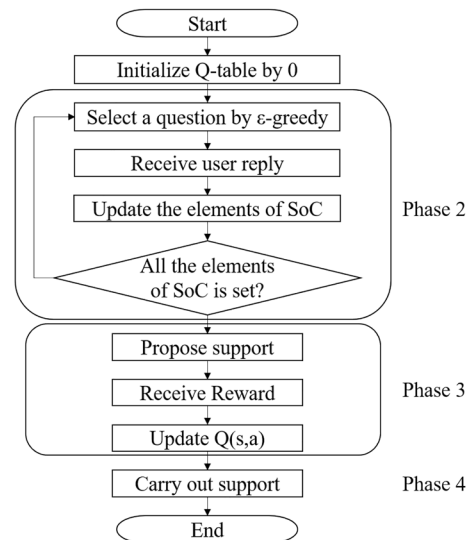 Start
Initialize Q-table by 0
Select a question by ε-greedy
Receive user reply
Update the elements of SoC
Phase 2
All the elements
of SoC is set?
Propose support
Receive Reward
Phase 3
Update Q(s,a)
Carry out support
Phase 4
End